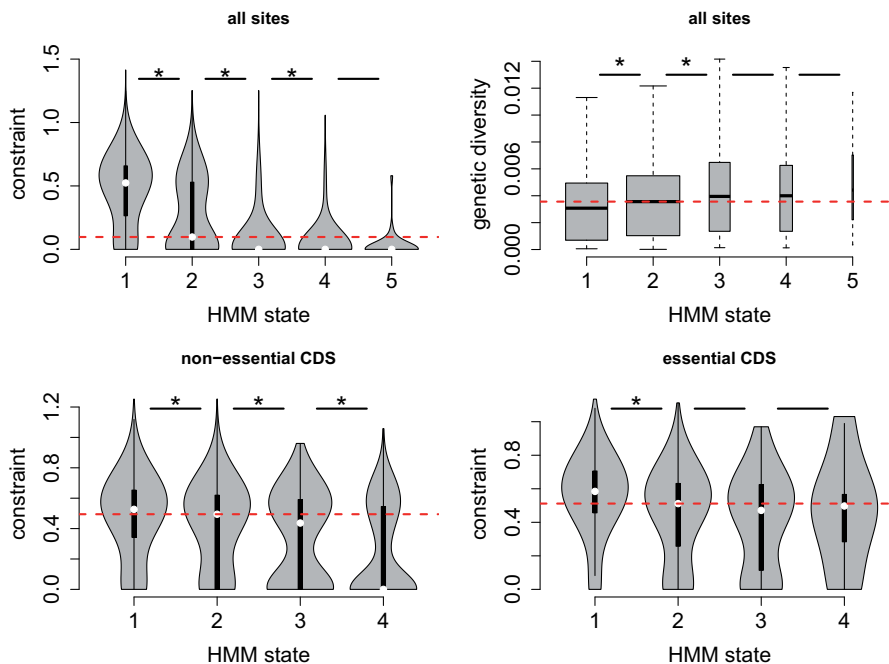 all sites
constraint
1.5
1.0
0.5
0.0
* * *
1 2 3 4 5
HMM state
all sites
genetic diversity
0.012
0.006
0.000
* *
1 2 3 4 5
HMM state
non−essential CDS
constraint
1.2
0.8
0.4
0.0
* * *
1 2 3 4
HMM state
essential CDS
constraint
0.8
0.4
0.0
*
1 2 3 4
HMM state